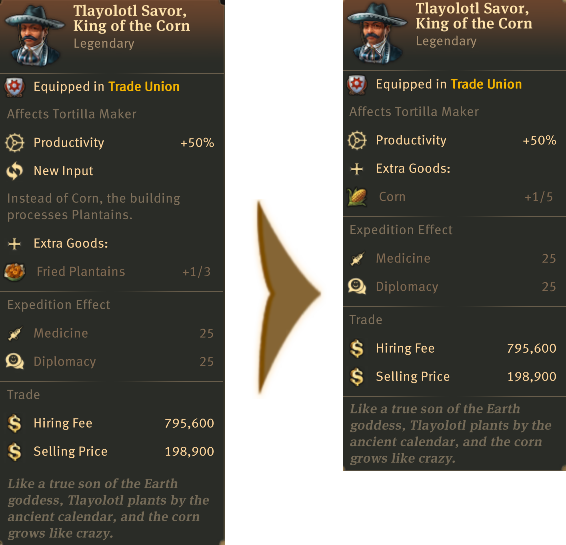 Tlayolotl Savor,
King of the Corn
Legendary
Equipped in Trade Union
Affects Tortilla Maker
Productivity +50%
New Input
Instead of Corn, the building
processes Plantains.
Extra Goods:
Fried Plantains +1/3
Expedition Effect
Medicine 25
Diplomacy 25
Trade
Hiring Fee 795,600
Selling Price 198,900
Like a true son of the Earth
goddess, Tlayolotl plants by the
ancient calendar, and the corn
grows like crazy.
Tlayolotl Savor,
King of the Corn
Legendary
Equipped in Trade Union
Affects Tortilla Maker
Productivity +50%
Extra Goods:
Corn +1/5
Expedition Effect
Medicine 25
Diplomacy 25
Trade
Hiring Fee 795,600
Selling Price 198,900
Like a true son of the Earth
goddess, Tlayolotl plants by the
ancient calendar, and the corn
grows like crazy.